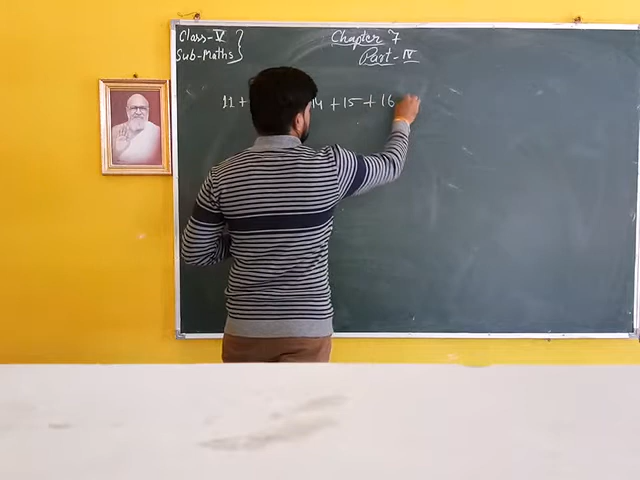 Class-V
Sub-Maths
Chapter 7
Part-IV
11 + 14 + 15 + 16